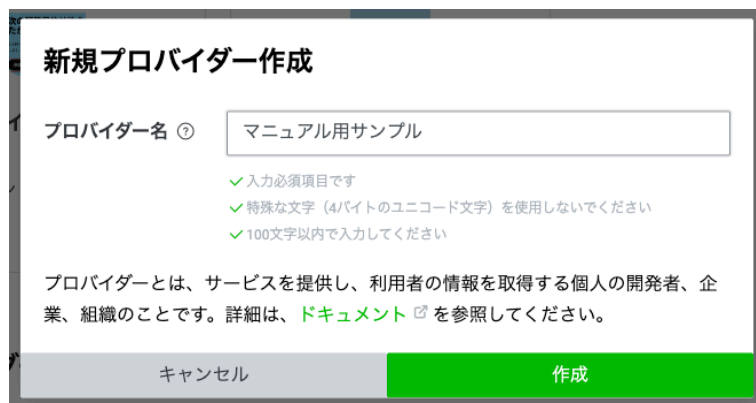 新規プロバイダー作成
プロバイダー名 ?
マニュアル用サンプル
入力必須項目です
特殊な文字（4バイトのユニコード文字）を使用しないでください
100文字以内で入力してください
プロバイダーとは、サービスを提供し、利用者の情報を取得する個人の開発者、企
業、組織のことです。詳細は、ドキュメント を参照してください。
キャンセル
作成